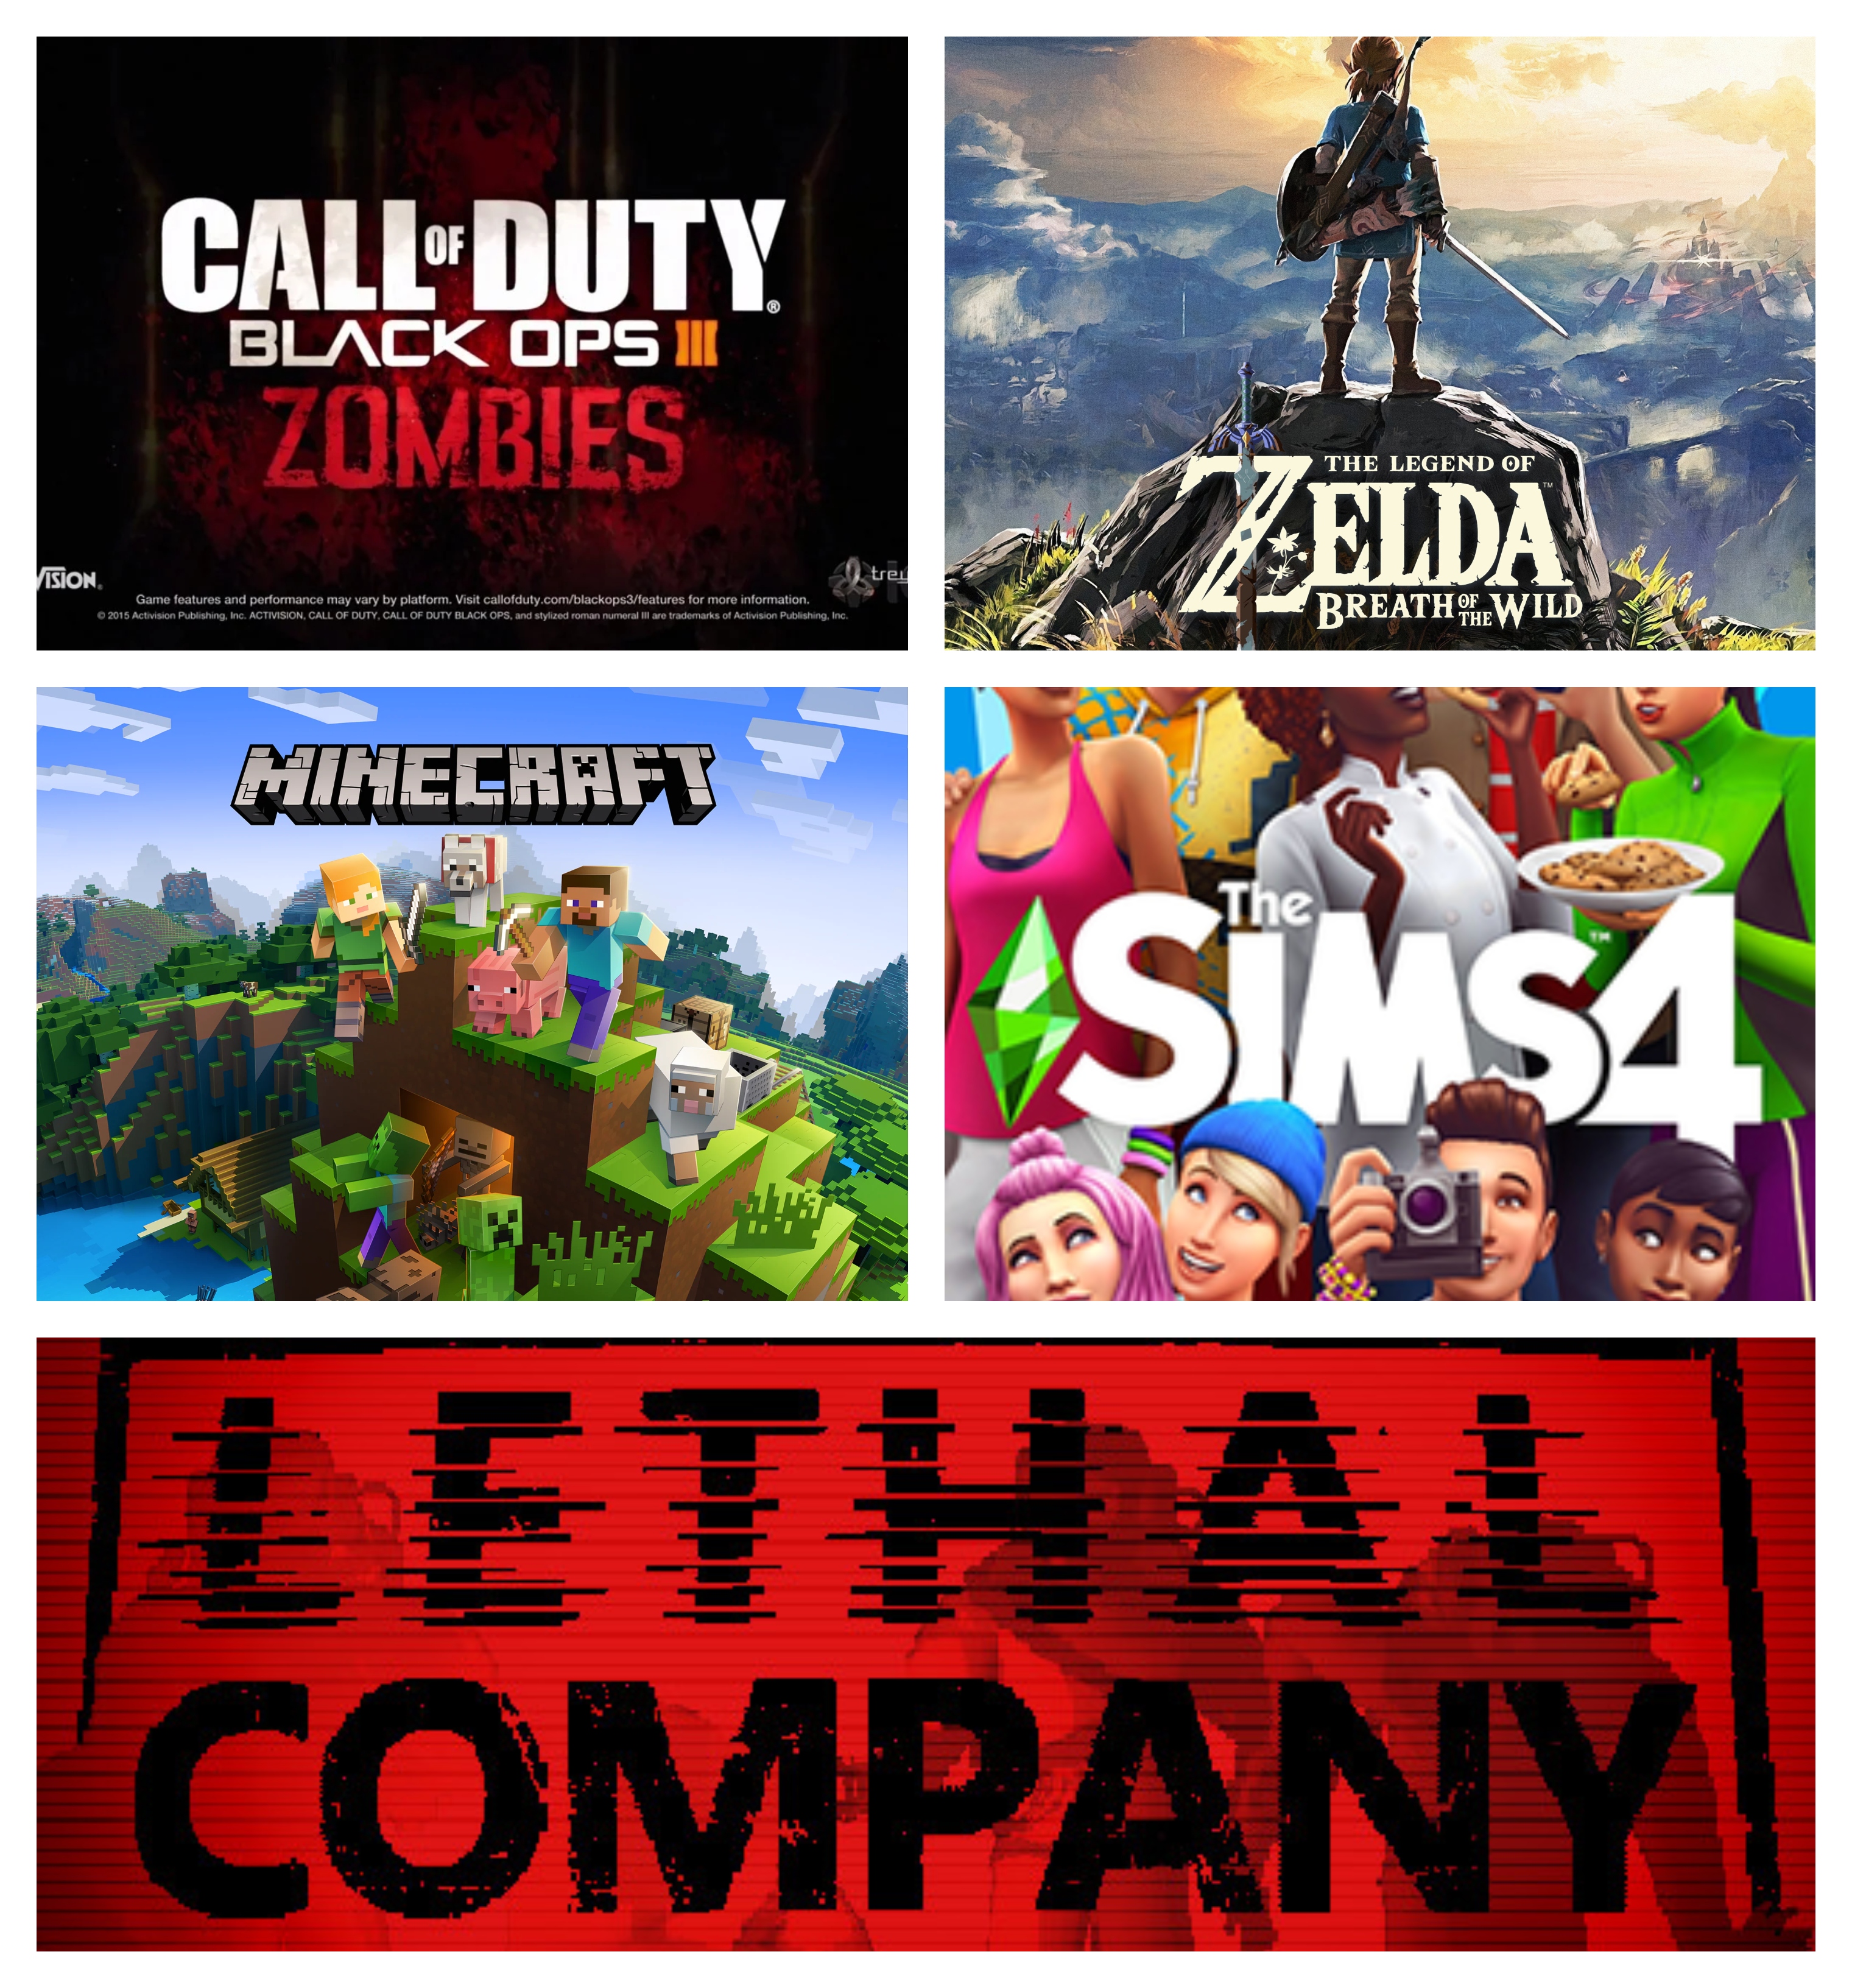 CALL OF DUTY®
BLACK OPS III
ZOMBIES
VISION®
Game features and performance may vary by platform. Visit callofduty.com/blackops3/features for more information.
© 2015 Activision Publishing, Inc. ACTIVISION, CALL OF DUTY, CALL OF DUTY BLACK OPS, and stylized roman numeral III are trademarks of Activision Publishing, Inc.
THE LEGEND OF
ZELDA™
BREATH OF THE WILD
MINECRAFT
The
SIMS 4™
LETHAL
COMPANY